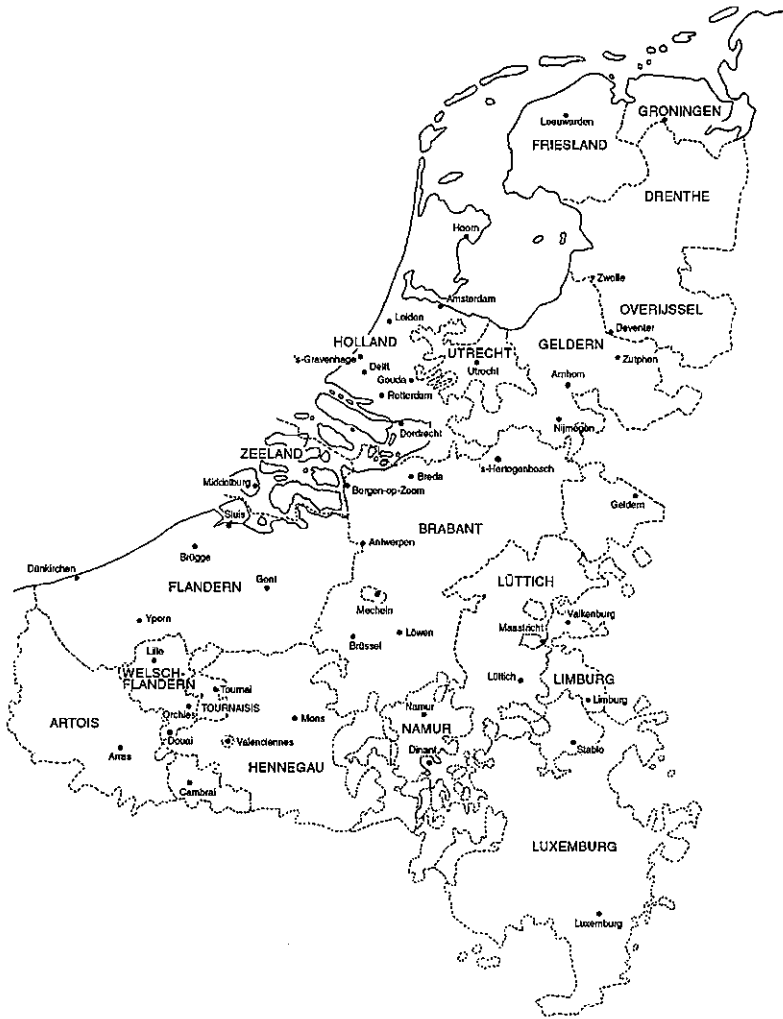 GRONINGEN
Leeuwarden
FRIESLAND
DRENTHE
Hoorn
Zwolle
Amsterdam
OVERIJSSEL
Leiden
Deventer
HOLLAND
UTRECHT
GELDERN
's-Gravenhage
Zutphen
Delft
Utrecht
Gouda
Arnhem
Rotterdam
Dordrecht
Nijmegen
ZEELAND
's-Hertogenbosch
Breda
Middelburg
Bergen-op-Zoom
Geldern
Sluis
BRABANT
Antwerpen
Brügge
Dünkirchen
LÜTTICH
FLANDERN
Gent
Mecheln
Valkenburg
Ypern
Maastricht
Brüssel
Löwen
Lille
WELSCH-
FLANDERN
Lüttich
LIMBURG
Tournai
Limburg
Orchies
TOURNAISIS
Namur
ARTOIS
Mons
NAMUR
Douai
Valenciennes
Stablo
Arras
Dinant
HENNEGAU
Cambrai
LUXEMBURG
Luxemburg